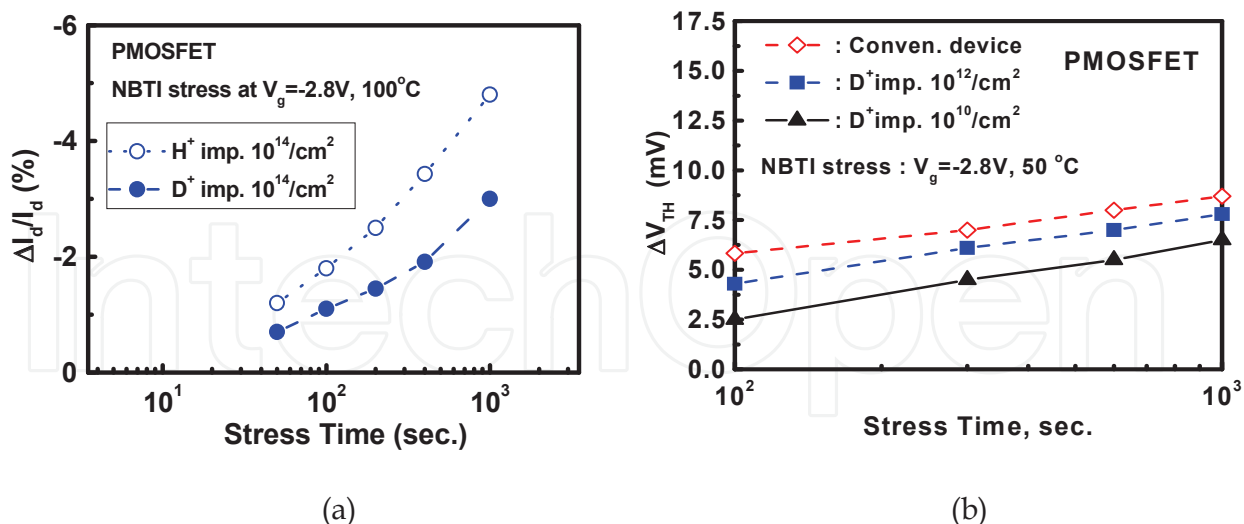 -6
-4
-2
0
ΔI_d/I_d (%)
PMOSFET
NBTI stress at V_g=-2.8V, 100°C
H⁺ imp. 10¹⁴/cm²
D⁺ imp. 10¹⁴/cm²
10¹ 10² 10³
Stress Time (sec.)
(a)
17.5
15.0
12.5
10.0
7.5
5.0
2.5
0.0
ΔV_TH (mV)
: Conven. device
: D⁺imp. 10¹²/cm²
: D⁺imp. 10¹⁰/cm²
PMOSFET
NBTI stress : V_g=-2.8V, 50 °C
10² 10³
Stress Time, sec.
(b)
IntechOpen